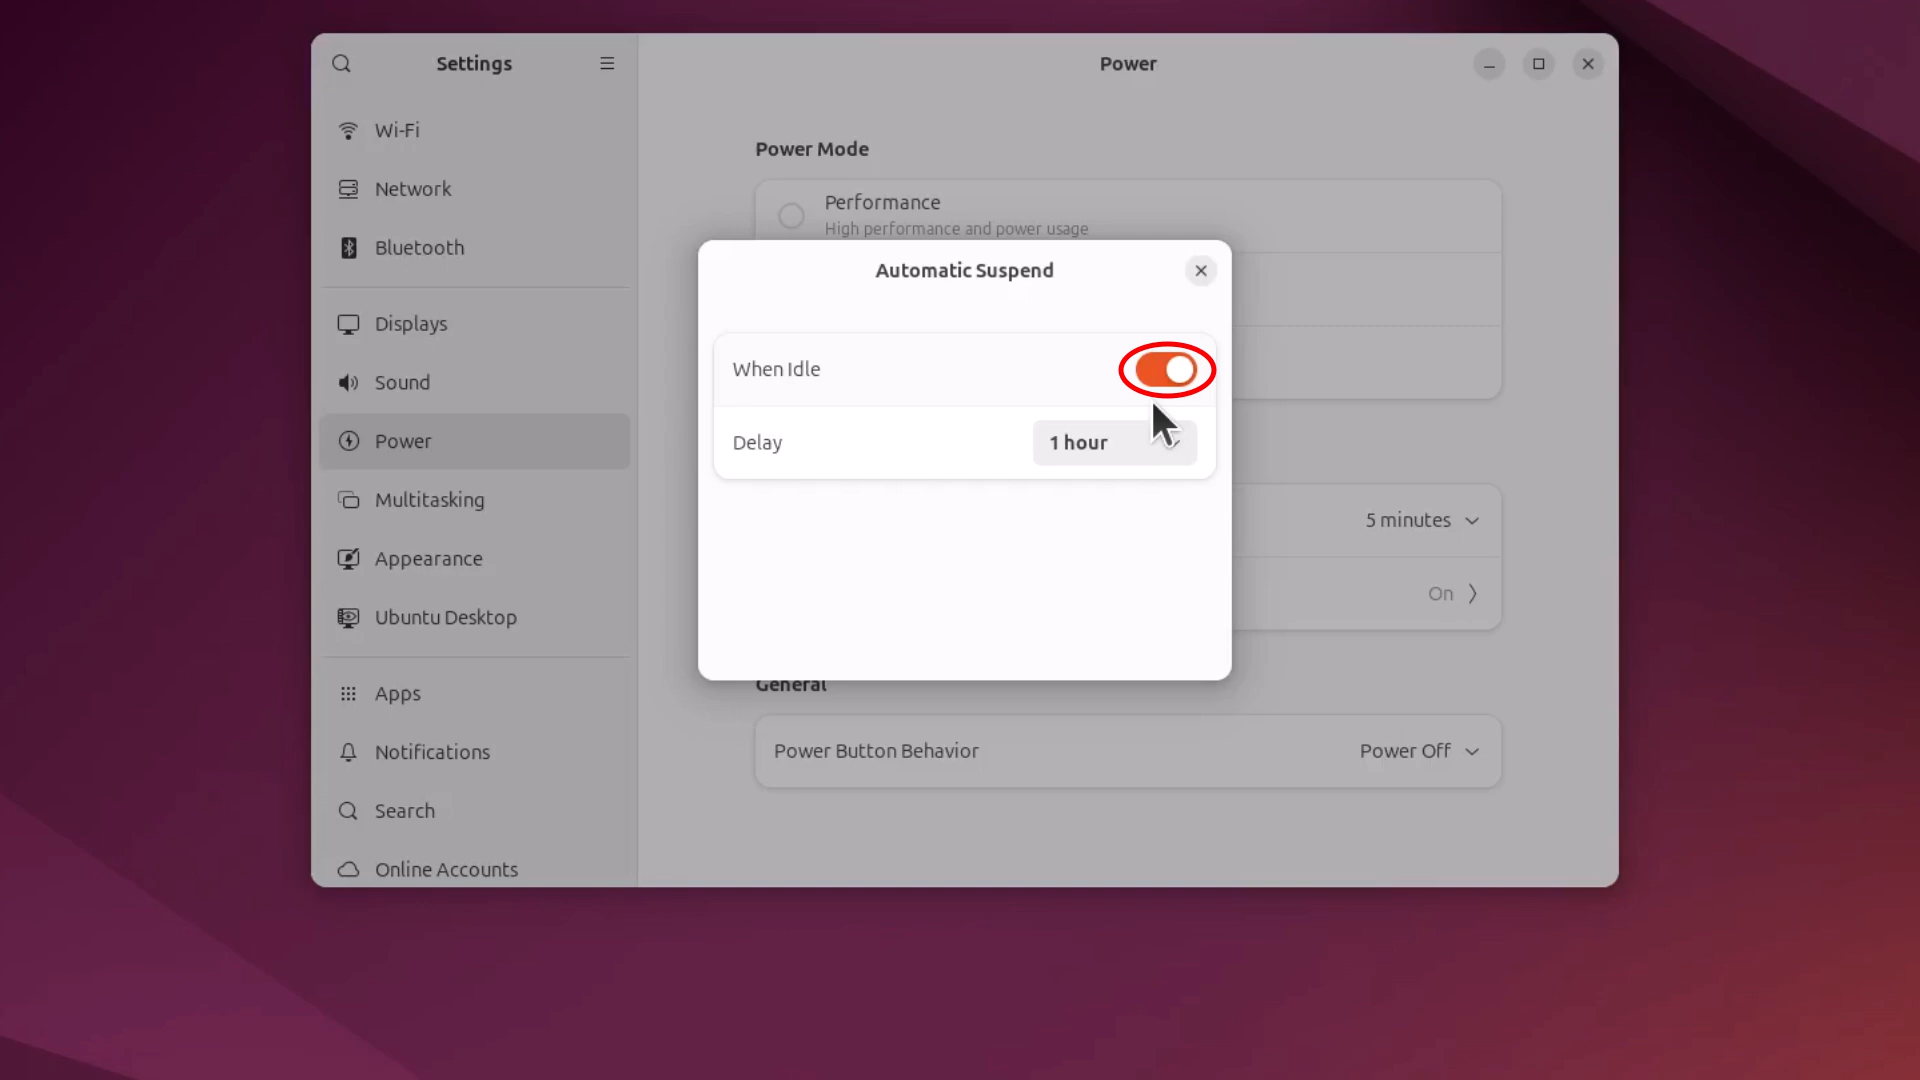 Settings
Power
Wi-Fi
Network
Bluetooth
Displays
Sound
Power
Multitasking
Appearance
Ubuntu Desktop
Apps
Notifications
Search
Online Accounts
Power Mode
Performance
High performance and power usage
Automatic Suspend
When Idle
Delay
1 hour
5 minutes
On
General
Power Button Behavior
Power Off